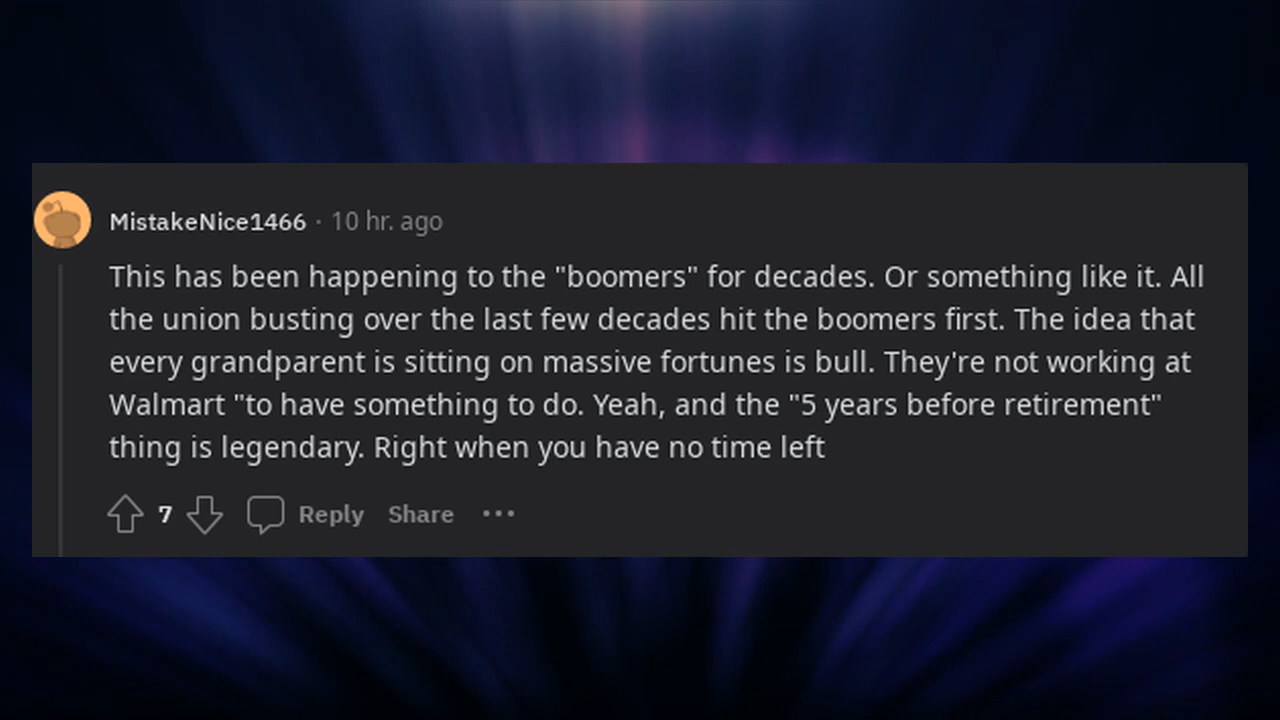 MistakeNice1466 · 10 hr. ago
This has been happening to the "boomers" for decades. Or something like it. All
the union busting over the last few decades hit the boomers first. The idea that
every grandparent is sitting on massive fortunes is bull. They're not working at
Walmart "to have something to do. Yeah, and the "5 years before retirement"
thing is legendary. Right when you have no time left
7 Reply Share ...